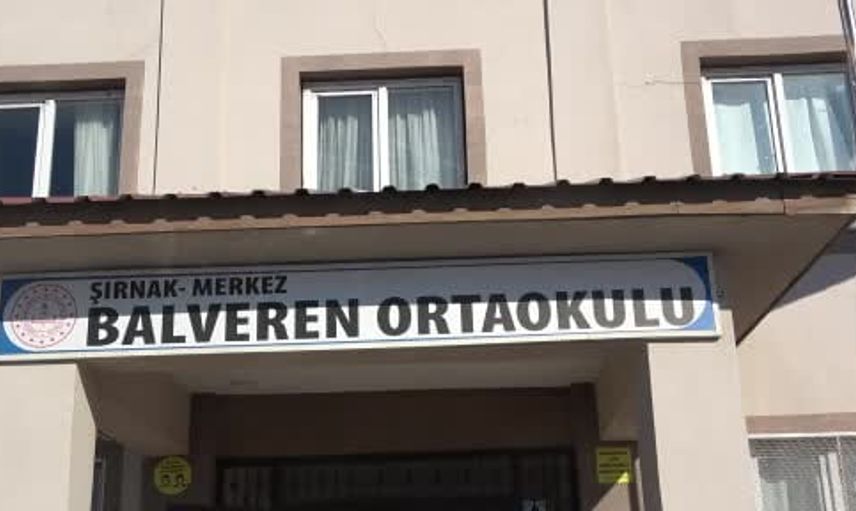 ŞIRNAK- MERKEZ
BALVEREN ORTAOKULU